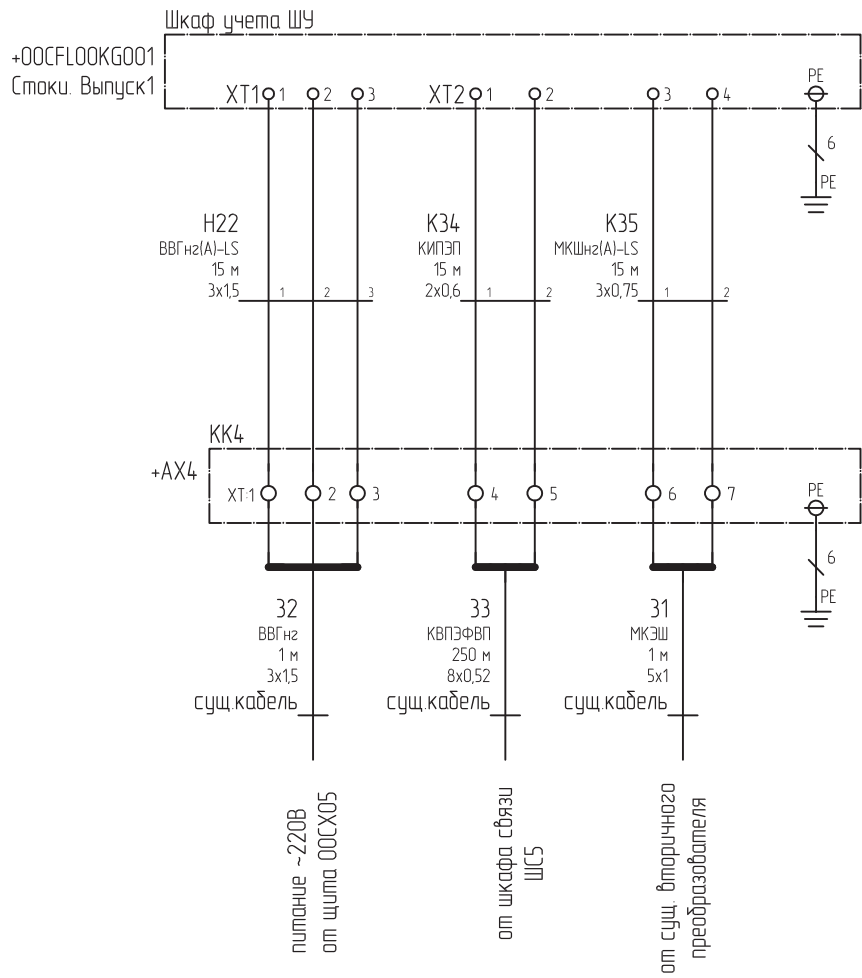 Шкаф учета ШУ
+00CFL00KG001
Стоки. Выпуск1
XT1 1 2 3 XT2 1 2 3 4 PE
6
PE
H22 K34 K35
ВВГнг(А)-LS КИПЭП МКШнг(А)-LS
15 м 15 м 15 м
3x1,5 1 2 3 2x0,6 1 2 3x0,75 1 2
КК4
+AX4
XT:1 2 3 4 5 6 7 PE
6
PE
32 33 31
ВВГнг КВПЭФВП МКЭШ
1 м 250 м 1 м
3x1,5 8x0,52 5x1
сущ.кабель сущ.кабель сущ.кабель
питание ~220В
от щита 00CX05
от шкафа связи
ШС5
от сущ. вторичного
преобразователя